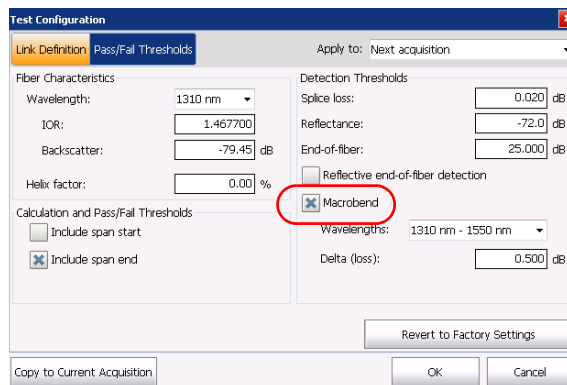 Test Configuration
Link Definition Pass/Fail Thresholds
Apply to: Next acquisition
Fiber Characteristics
Wavelength: 1310 nm
IOR: 1.467700
Backscatter: -79.45 dB
Helix factor: 0.00 %
Calculation and Pass/Fail Thresholds
Include span start
Include span end
Detection Thresholds
Splice loss: 0.020 dB
Reflectance: -72.0 dB
End-of-fiber: 25.000 dB
Reflective end-of-fiber detection
Macrobend
Wavelengths: 1310 nm - 1550 nm
Delta (loss): 0.500 dB
Revert to Factory Settings
Copy to Current Acquisition
OK
Cancel